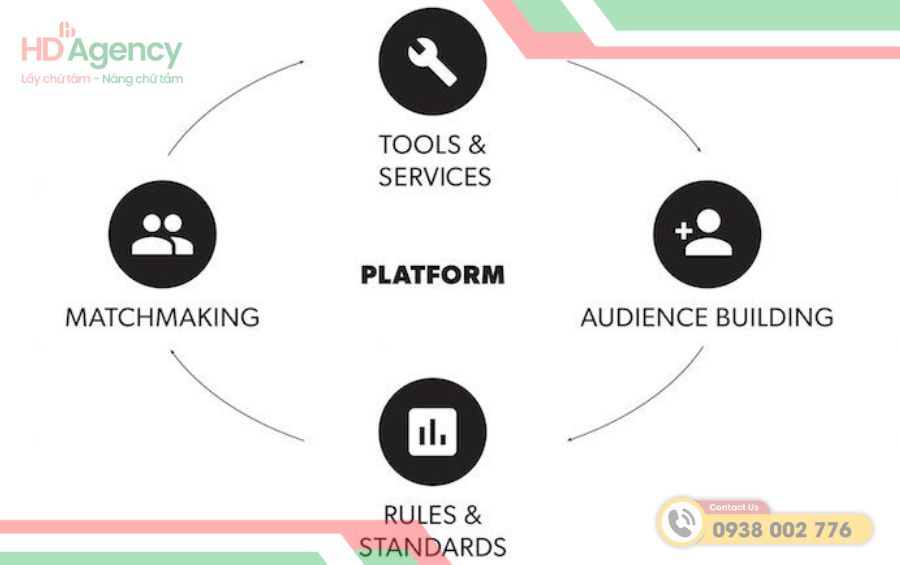 HD Agency
Lấy chữ tâm - Nâng chữ tầm
TOOLS &
SERVICES
PLATFORM
MATCHMAKING
AUDIENCE BUILDING
RULES &
STANDARDS
Contact Us
0938 002 776